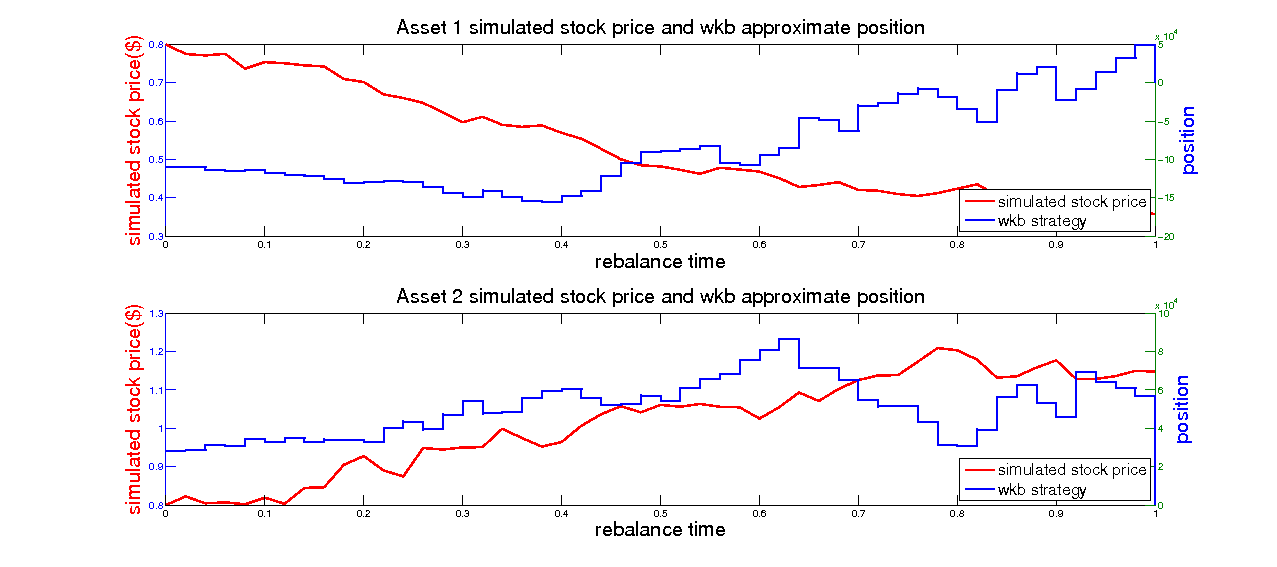 Asset 1 simulated stock price and wkb approximate position
x 10^4
simulated stock price($)
0.8
0.7
0.6
0.5
0.4
0.3
5
0
-5
-10
-15
-20
position
simulated stock price
wkb strategy
0 0.1 0.2 0.3 0.4 0.5 0.6 0.7 0.8 0.9 1
rebalance time
Asset 2 simulated stock price and wkb approximate position
x 10^4
simulated stock price($)
1.3
1.2
1.1
1
0.9
0.8
10
8
6
4
2
0
position
simulated stock price
wkb strategy
0 0.1 0.2 0.3 0.4 0.5 0.6 0.7 0.8 0.9 1
rebalance time